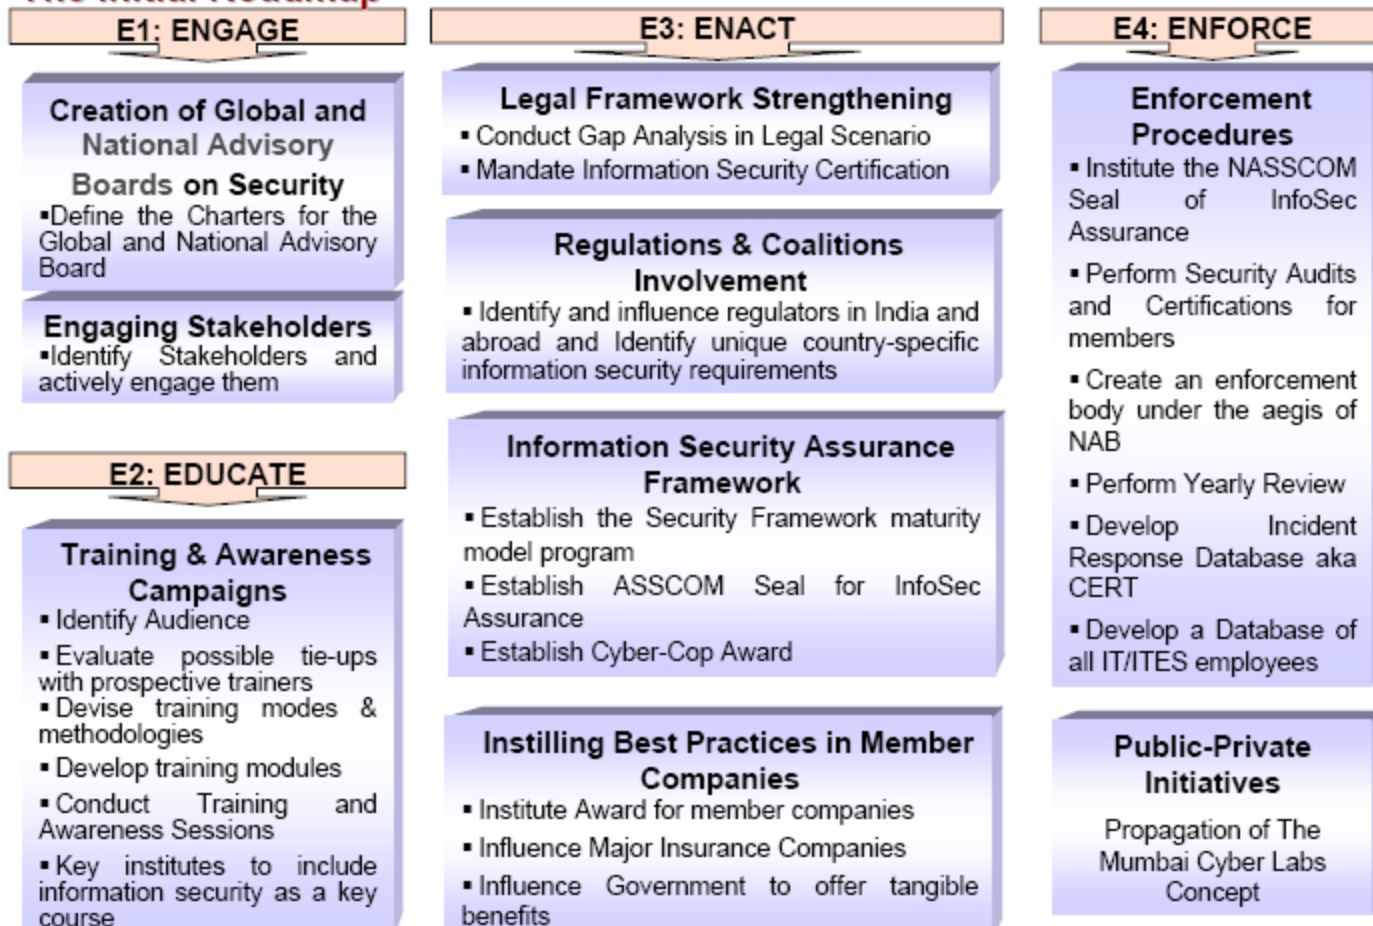 The Initial Roadmap
E1: ENGAGE
Creation of Global and
National Advisory
Boards on Security
▪Define the Charters for the
Global and National Advisory
Board
Engaging Stakeholders
▪Identify Stakeholders and
actively engage them
E2: EDUCATE
Training & Awareness
Campaigns
▪ Identify Audience
▪ Evaluate possible tie-ups
with prospective trainers
▪ Devise training modes &
methodologies
▪ Develop training modules
▪ Conduct Training and
Awareness Sessions
▪ Key institutes to include
information security as a key
course
E3: ENACT
Legal Framework Strengthening
▪ Conduct Gap Analysis in Legal Scenario
▪ Mandate Information Security Certification
Regulations & Coalitions
Involvement
▪ Identify and influence regulators in India and
abroad and Identify unique country-specific
information security requirements
Information Security Assurance
Framework
▪ Establish the Security Framework maturity
model program
▪ Establish ASSCOM Seal for InfoSec
Assurance
▪ Establish Cyber-Cop Award
Instilling Best Practices in Member
Companies
▪ Institute Award for member companies
▪ Influence Major Insurance Companies
▪ Influence Government to offer tangible
benefits
E4: ENFORCE
Enforcement
Procedures
▪ Institute the NASSCOM
Seal of InfoSec
Assurance
▪ Perform Security Audits
and Certifications for
members
▪ Create an enforcement
body under the aegis of
NAB
▪ Perform Yearly Review
▪ Develop Incident
Response Database aka
CERT
▪ Develop a Database of
all IT/ITES employees
Public-Private
Initiatives
Propagation of The
Mumbai Cyber Labs
Concept